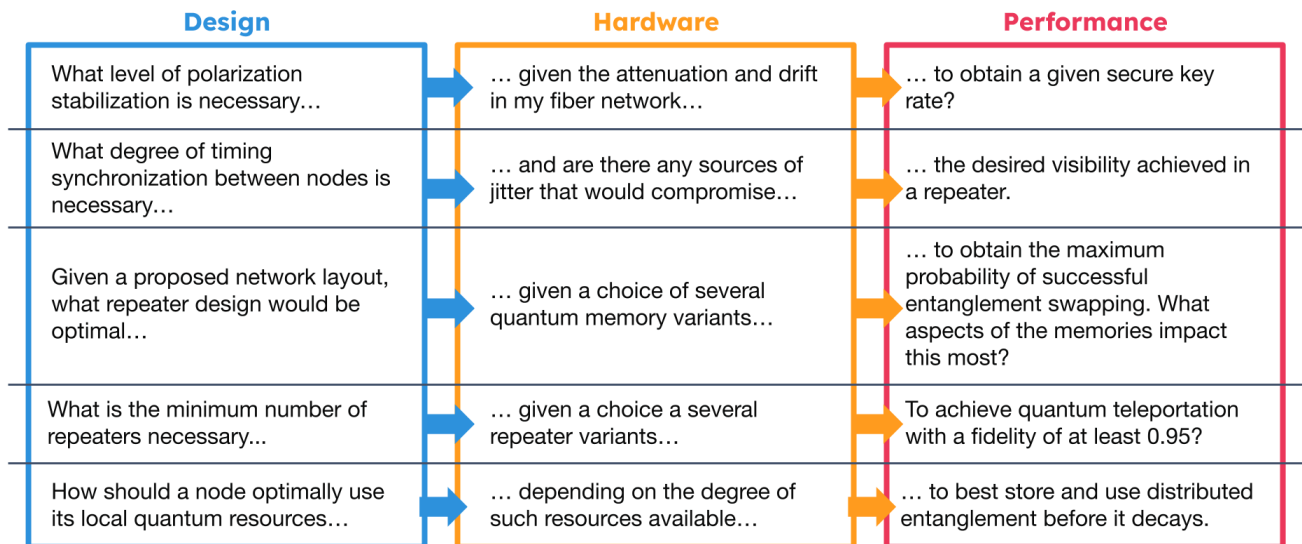 Design
Hardware
Performance
What level of polarization
stabilization is necessary…
… given the attenuation and drift
in my fiber network…
… to obtain a given secure key
rate?
What degree of timing
synchronization between nodes is
necessary…
… and are there any sources of
jitter that would compromise…
… the desired visibility achieved in
a repeater.
Given a proposed network layout,
what repeater design would be
optimal…
… given a choice of several
quantum memory variants…
… to obtain the maximum
probability of successful
entanglement swapping. What
aspects of the memories impact
this most?
What is the minimum number of
repeaters necessary...
… given a choice a several
repeater variants…
To achieve quantum teleportation
with a fidelity of at least 0.95?
How should a node optimally use
its local quantum resources…
… depending on the degree of
such resources available…
… to best store and use distributed
entanglement before it decays.